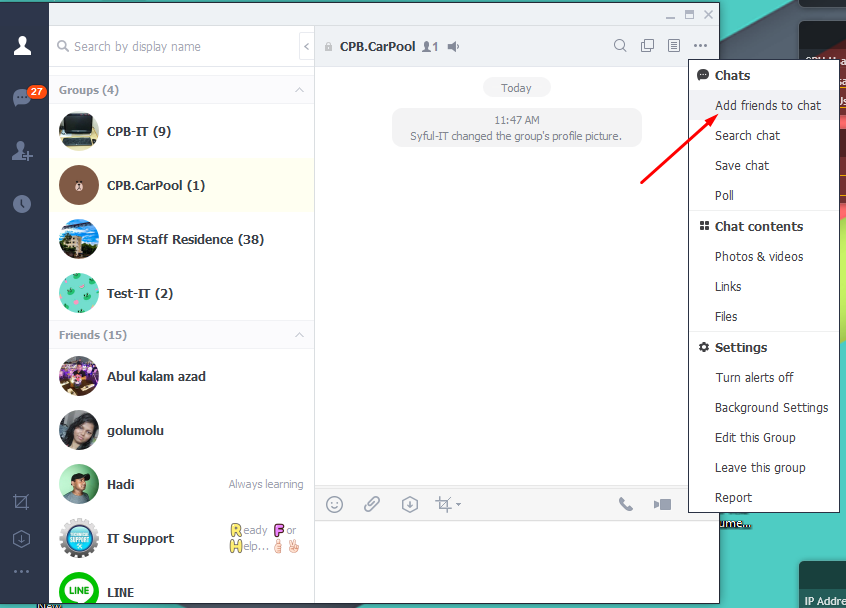 Search by display name
27
Groups (4)
CPB-IT (9)
CPB.CarPool (1)
DFM Staff Residence (38)
Test-IT (2)
Friends (15)
Abul kalam azad
golumolu
Hadi
Always learning
IT Support
Ready For
Help...
LINE
LINE
CPB.CarPool 1
Today
11:47 AM
Syful-IT changed the group's profile picture.
Chats
Add friends to chat
Search chat
Save chat
Poll
Chat contents
Photos & videos
Links
Files
Settings
Turn alerts off
Background Settings
Edit this Group
Leave this group
Report
ume...
New
IP Addre